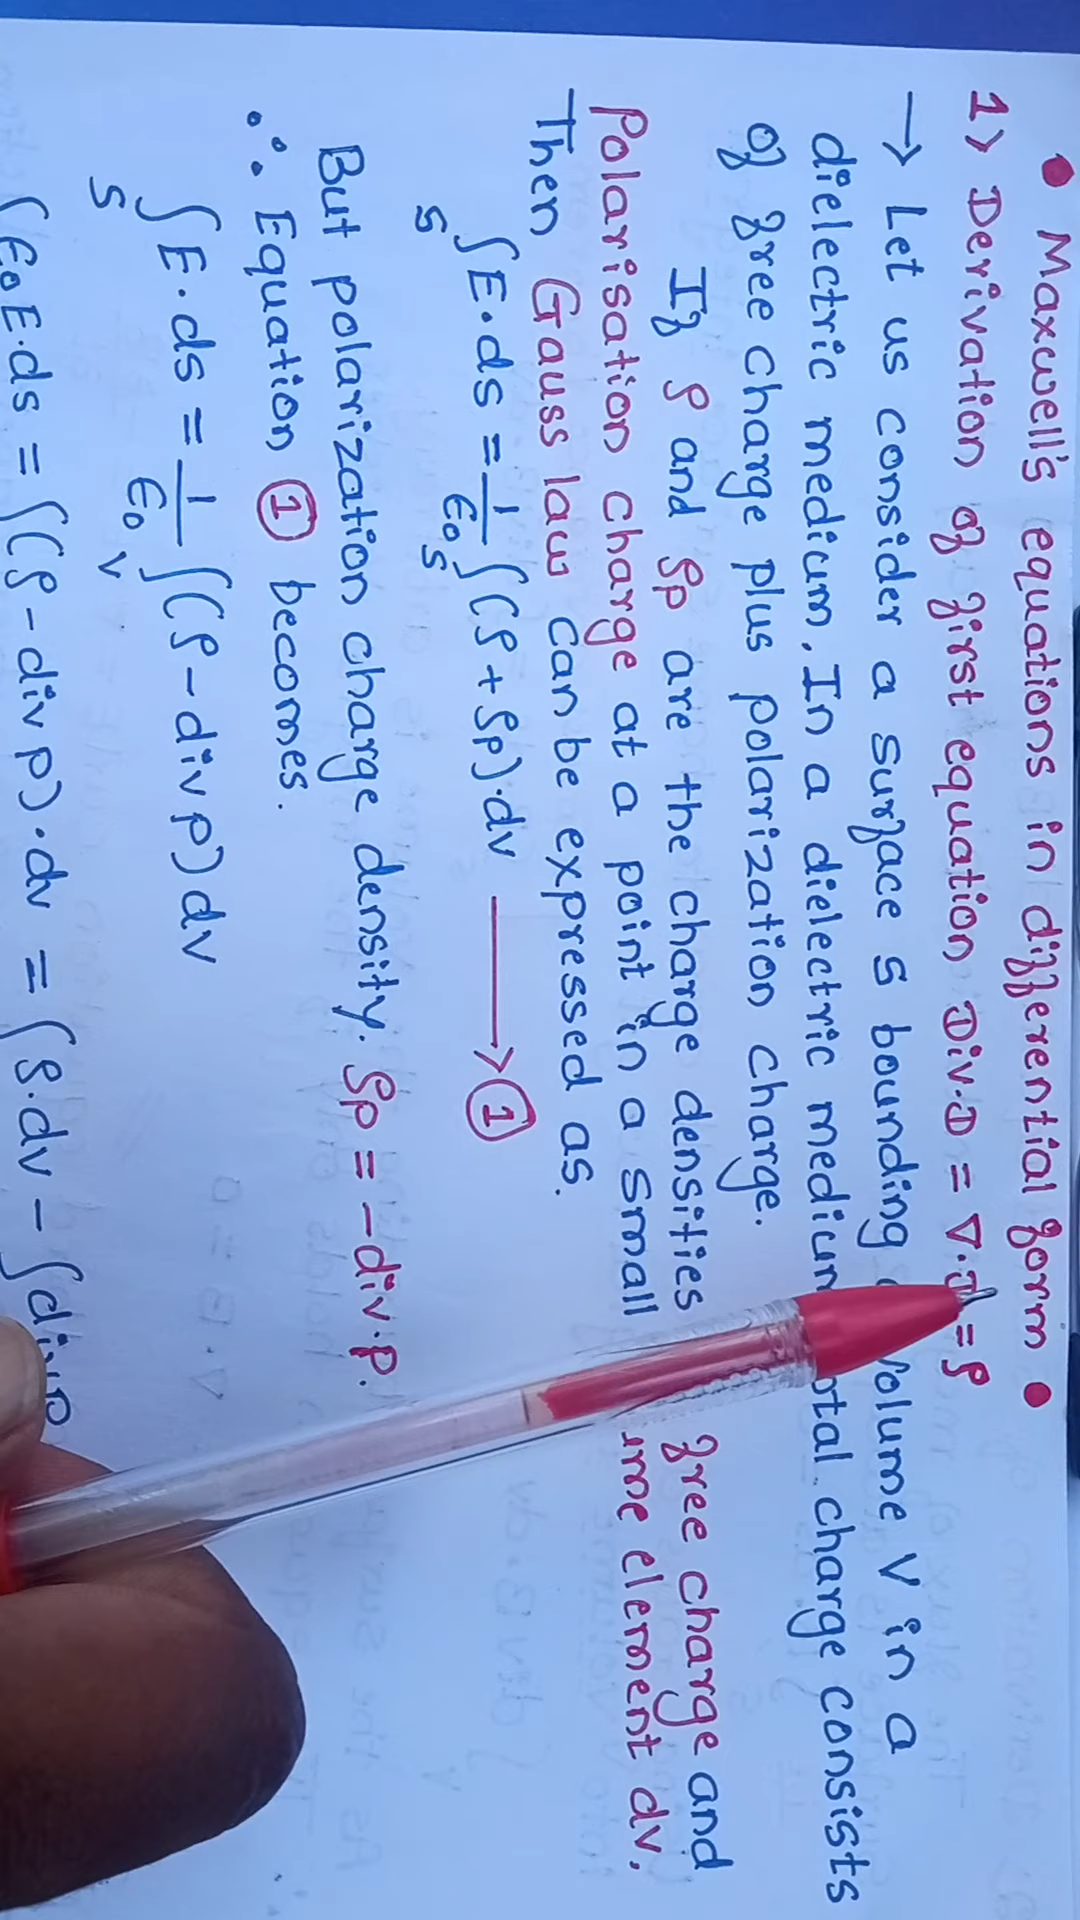 • Maxwell's equations in differential form •
1) Derivation of first equation Div.D = ∇.D = ρ
→ Let us consider a surface s bounding volume V in a
dielectric medium. In a dielectric medium total charge consists
of free charge plus polarization charge.
If ρ and ρp are the charge densities free charge and
Polarisation charge at a point in a small element dv.
Then Gauss law can be expressed as.
∫s E.ds = 1/ε0 ∫s (ρ + ρp).dv → ①
But polarization charge density. ρp = -div.p.
∴ Equation ① becomes.
∫s E.ds = 1/ε0 ∫v (ρ - div p) dv
∫ε0E.ds = ∫(ρ - div p).dv = ∫ρ.dv - ∫div p